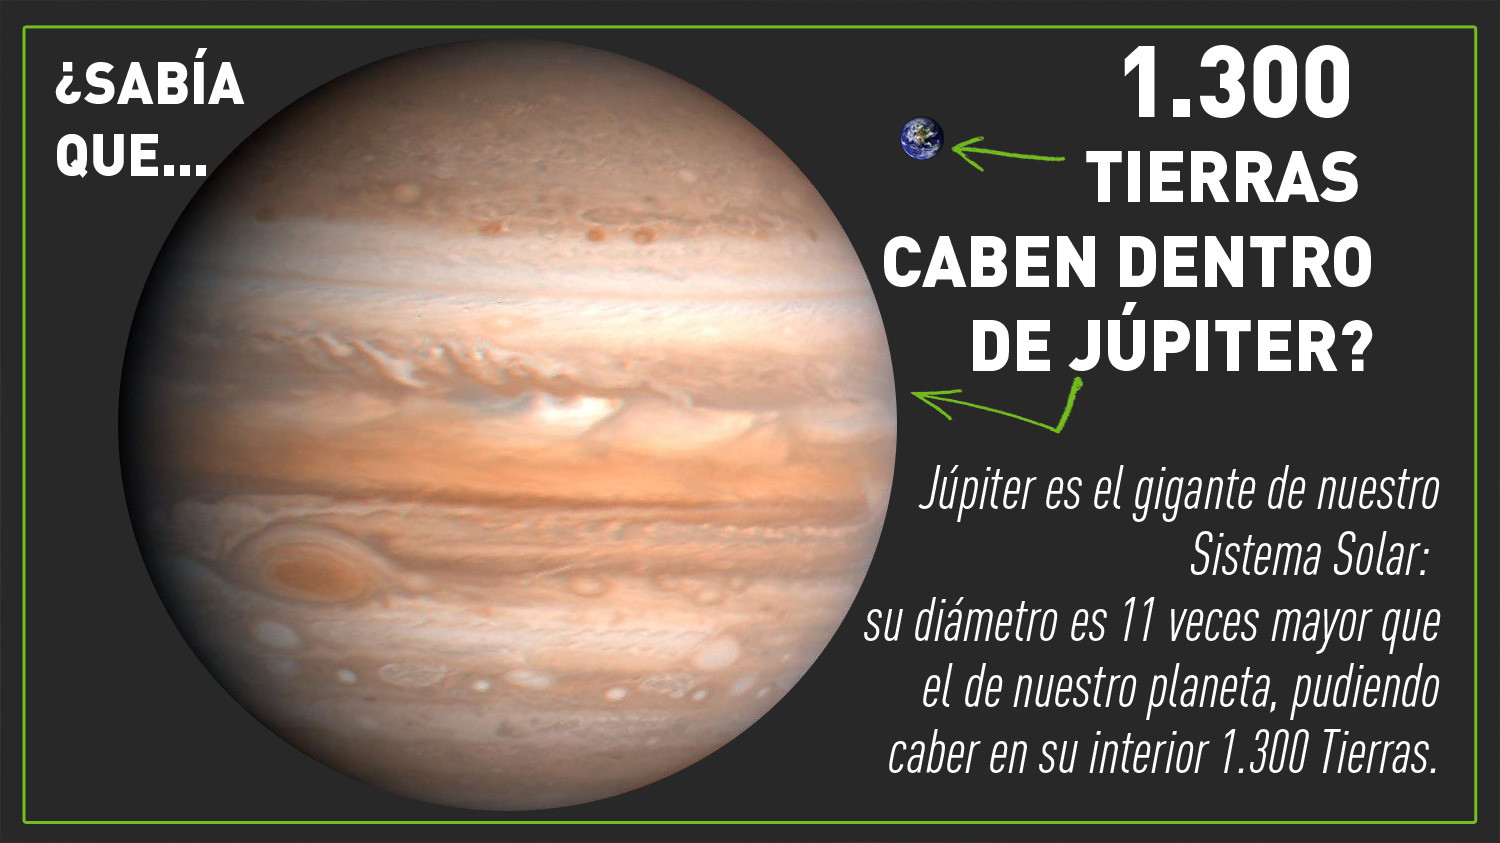 ¿SABÍA
QUE...
1.300
TIERRAS
CABEN DENTRO
DE JÚPITER?
Júpiter es el gigante de nuestro
Sistema Solar:
su diámetro es 11 veces mayor que
el de nuestro planeta, pudiendo
caber en su interior 1.300 Tierras.